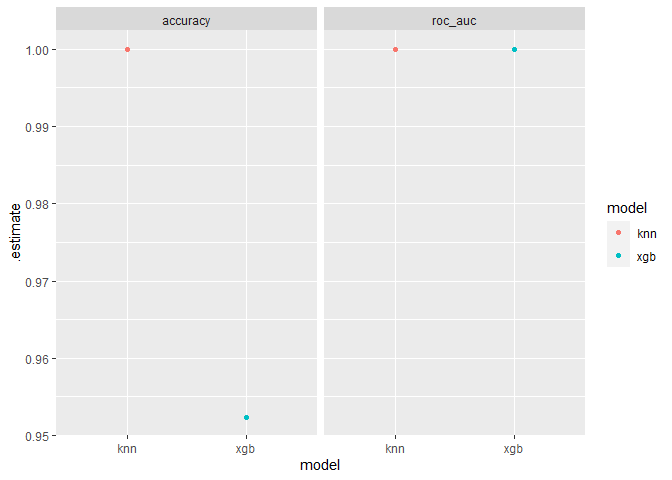 accuracy
roc_auc
1.00
0.99
0.98
0.97
0.96
0.95
.estimate
knn
xgb
knn
xgb
model
model
knn
xgb